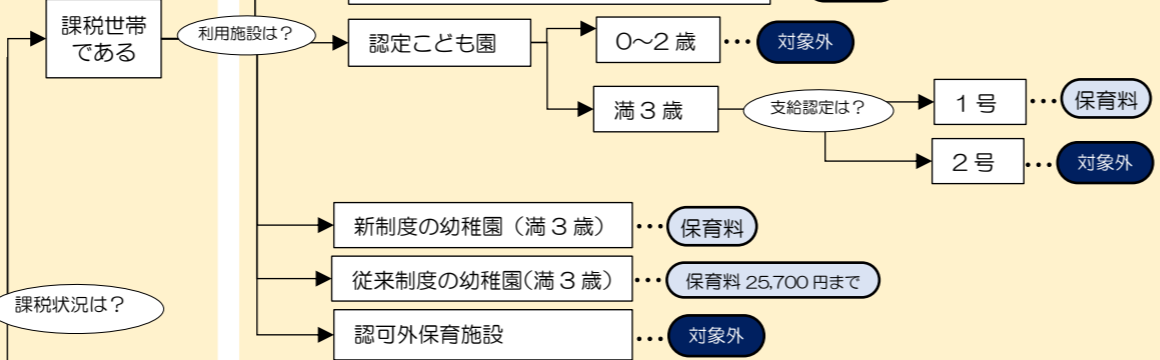 課税世帯
である
利用施設は?
認定こども園
0~2歳
・・・
対象外
満3歳
支給認定は?
1号
・・・
保育料
2号
・・・
対象外
新制度の幼稚園(満3歳)
・・・
保育料
従来制度の幼稚園(満3歳)
・・・
保育料 25,700 円まで
課税状況は?
認可外保育施設
・・・
対象外